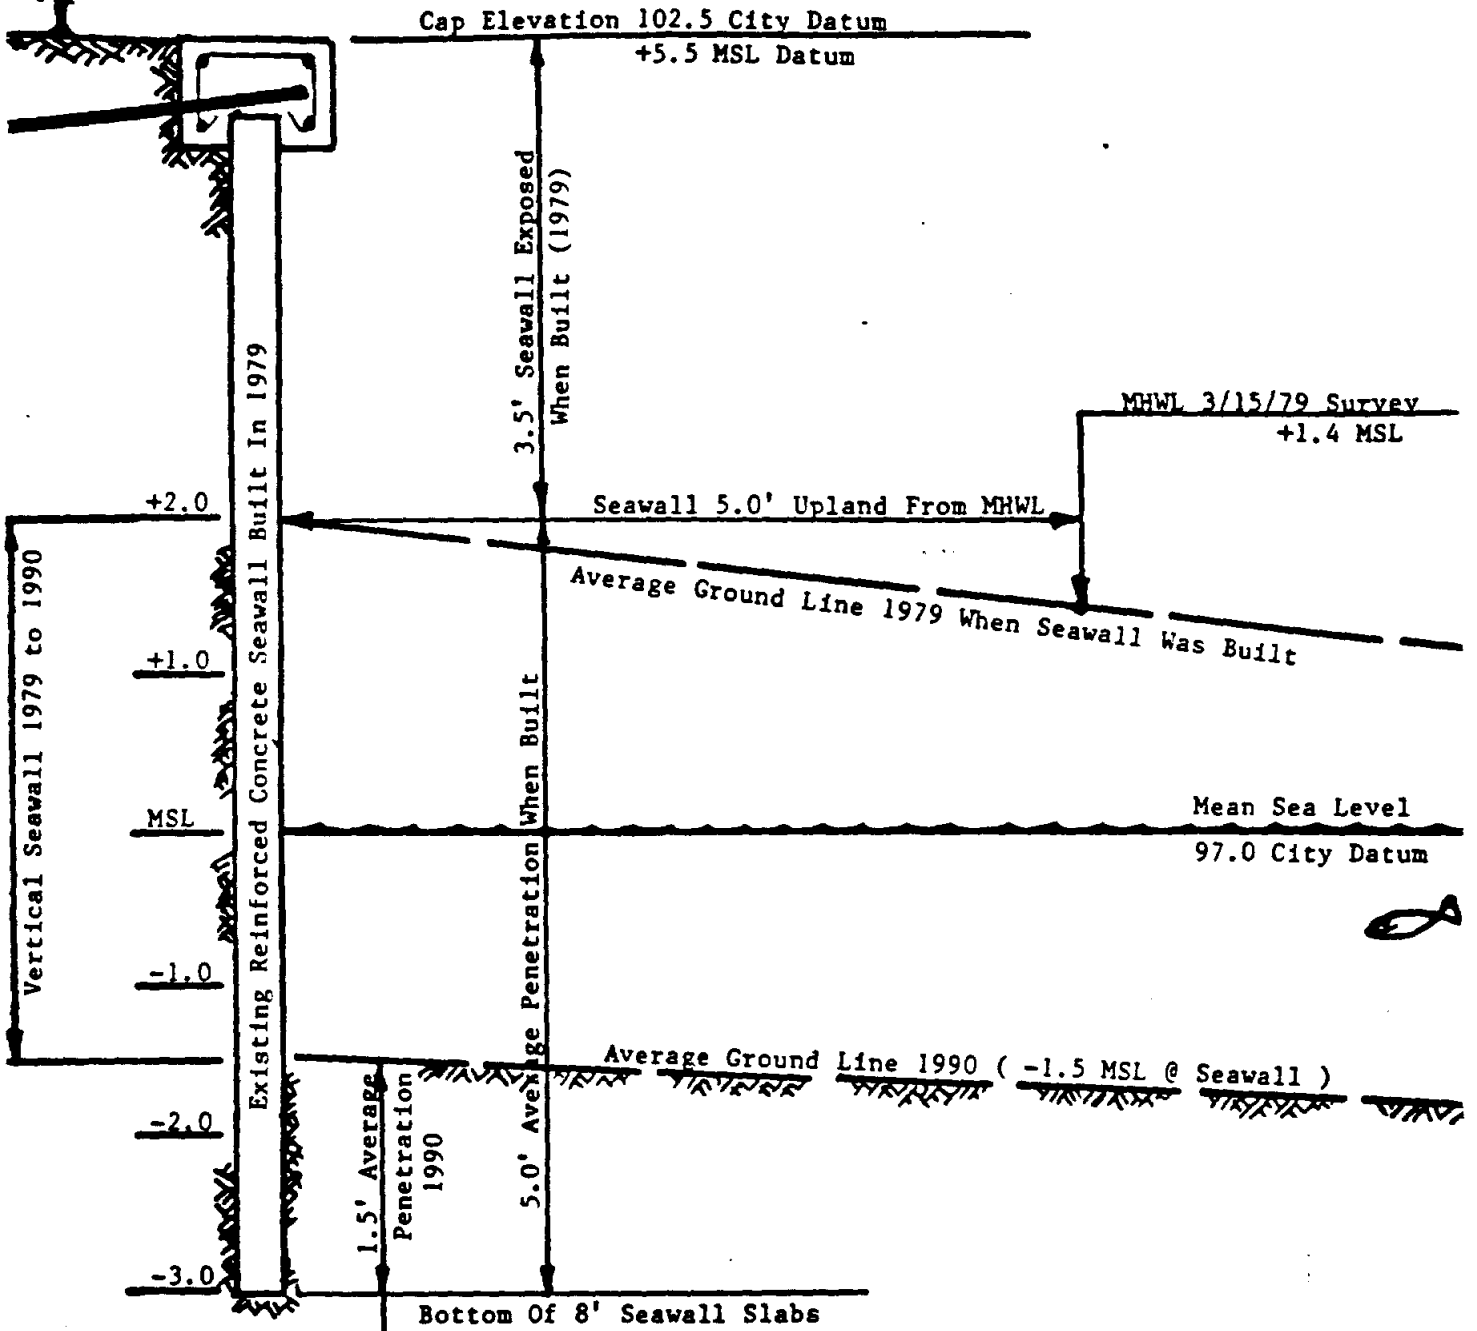 Cap Elevation 102.5 City Datum
+5.5 MSL Datum
3.5' Seawall Exposed
When Built (1979)
MHWL 3/15/79 Survey
+1.4 MSL
+2.0
Seawall 5.0' Upland From MHWL
Average Ground Line 1979 When Seawall Was Built
Vertical Seawall 1979 to 1990
Existing Reinforced Concrete Seawall Built In 1979
+1.0
5.0' Average Penetration When Built
MSL
Mean Sea Level
97.0 City Datum
-1.0
Average Ground Line 1990 ( -1.5 MSL @ Seawall )
1.5' Average
Penetration
1990
-2.0
-3.0
Bottom Of 8' Seawall Slabs